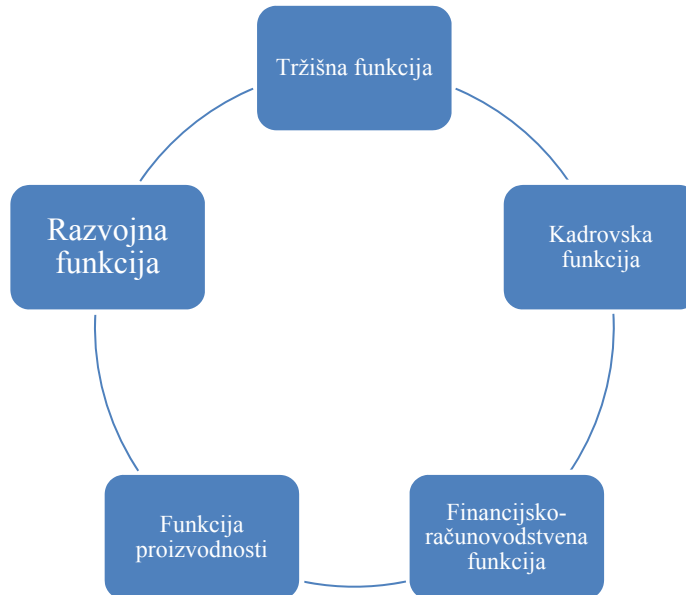 Tržišna funkcija
Kadrovska
funkcija
Financijsko-
računovodstvena
funkcija
Funkcija
proizvodnosti
Razvojna
funkcija